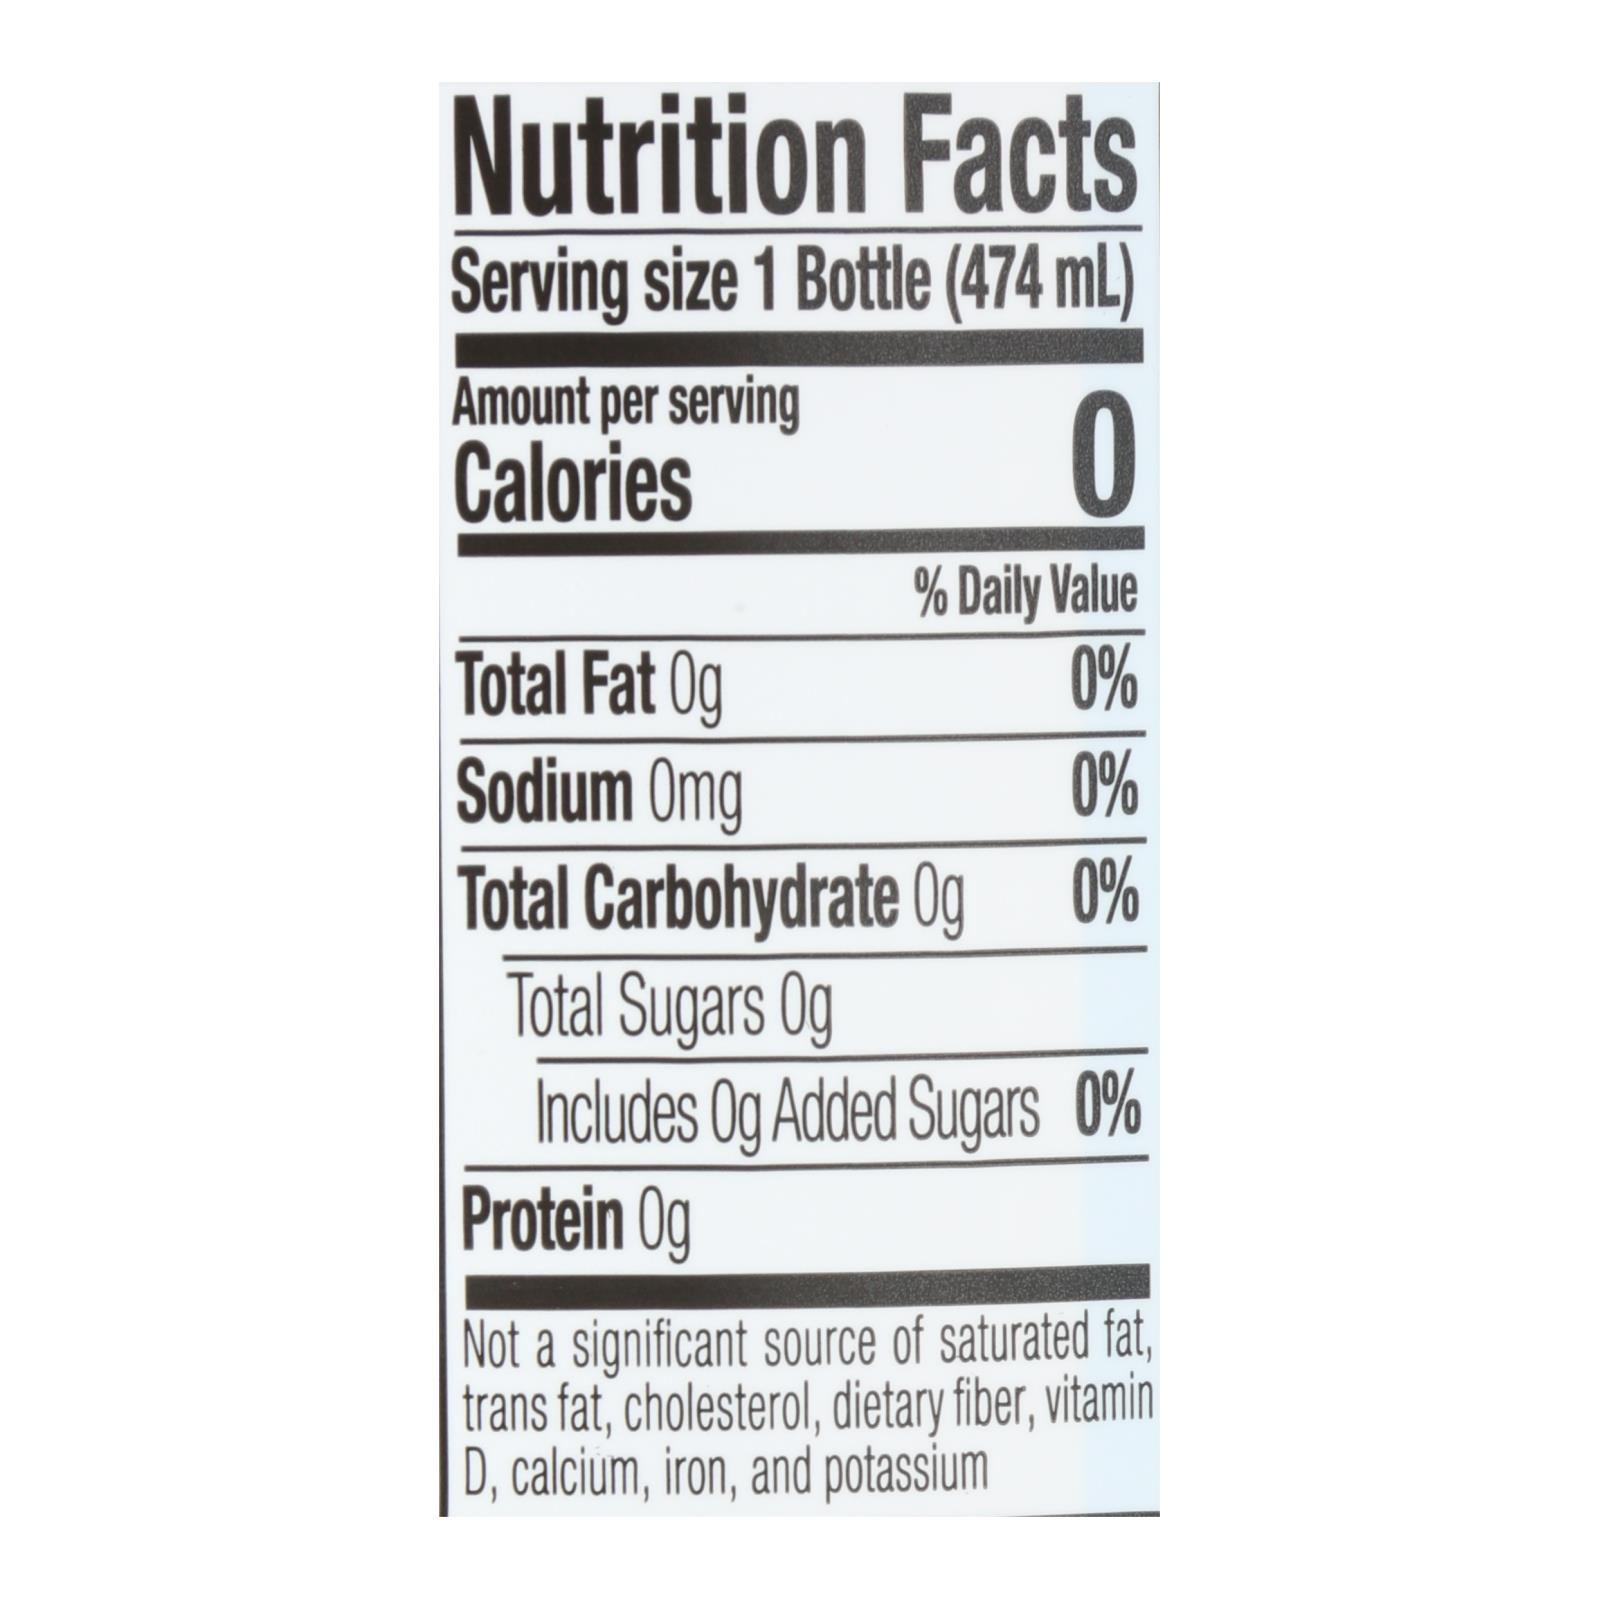 Nutrition Facts
Serving size 1 Bottle (474 mL)
Amount per serving
Calories 0
% Daily Value
Total Fat 0g 0%
Sodium 0mg 0%
Total Carbohydrate 0g 0%
Total Sugars 0g
Includes 0g Added Sugars 0%
Protein 0g
Not a significant source of saturated fat,
trans fat, cholesterol, dietary fiber, vitamin
D, calcium, iron, and potassium